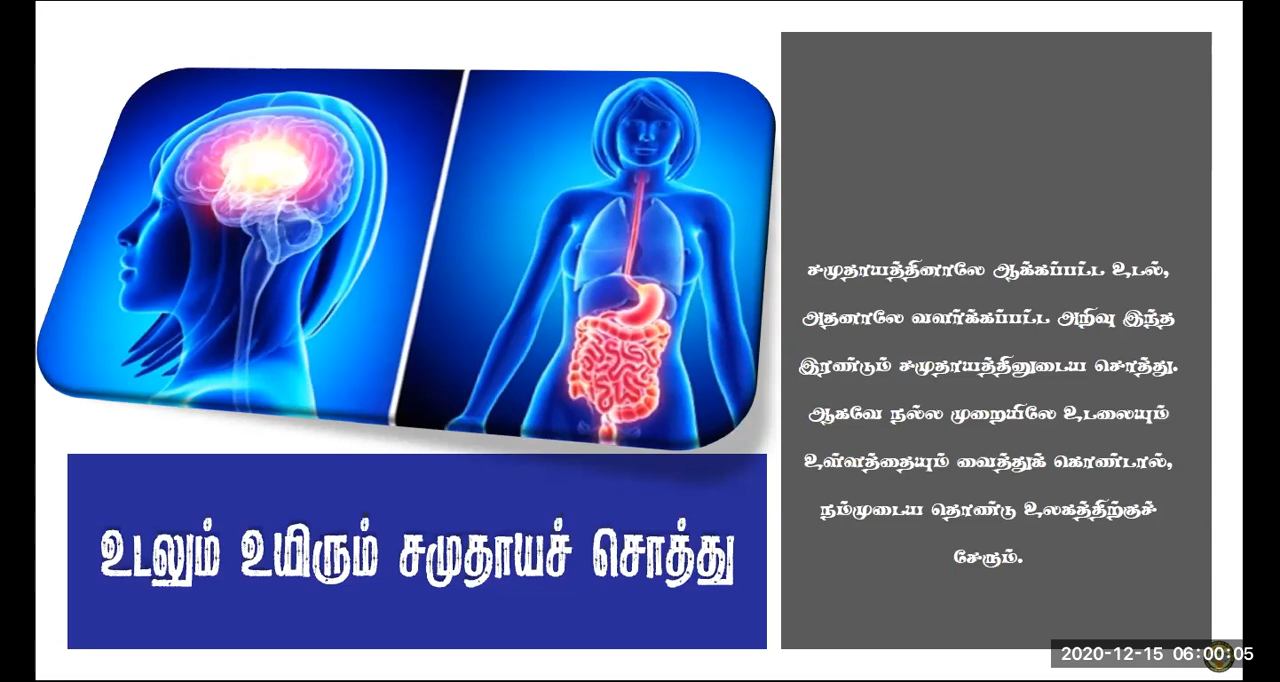 உடலும் உயிரும் சமுதாயச் சொத்து
சமுதாயத்தினாலே ஆக்கப்பட்ட உடல்,
அதனாலே வளர்க்கப்பட்ட அறிவு இந்த
இரண்டும் சமுதாயத்தினுடைய சொத்து.
ஆகவே நல்ல முறையிலே உடலையும்
உள்ளத்தையும் வைத்துக் கொண்டால்,
நம்முடைய தொண்டு உலகத்திற்குச்
சேரும்.
2020-12-15 06:00:05